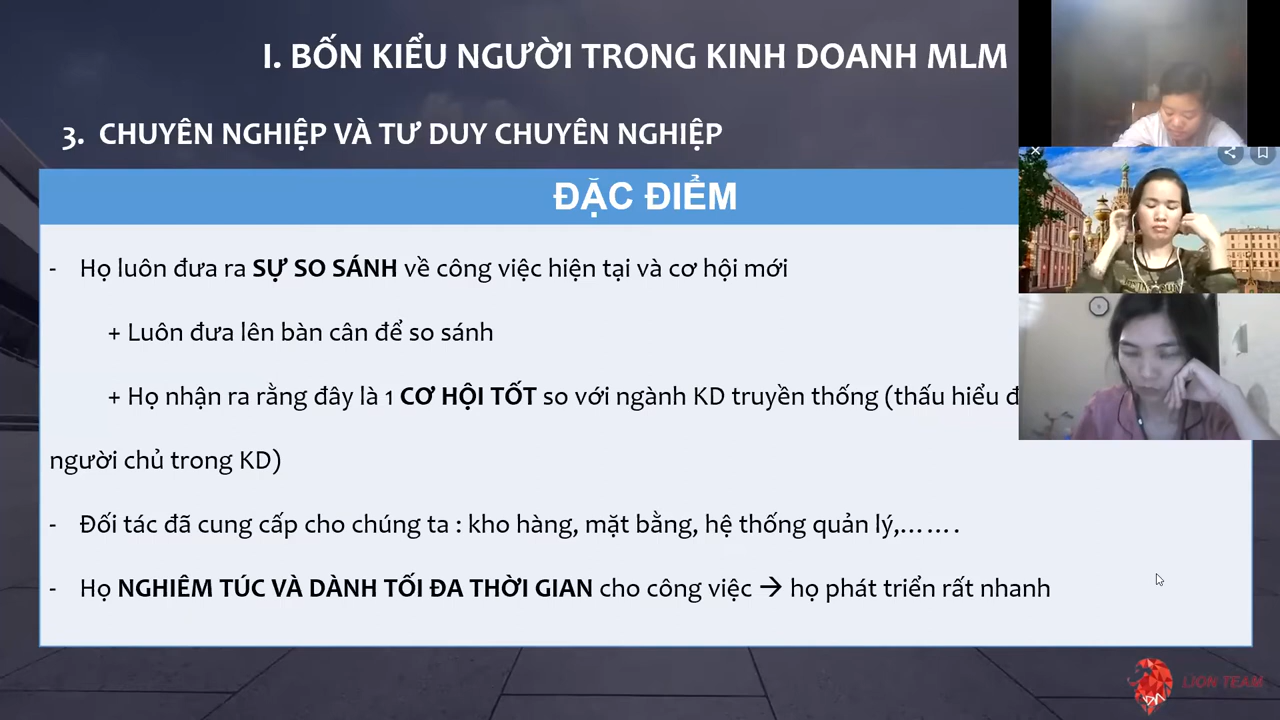 I. BỐN KIỂU NGƯỜI TRONG KINH DOANH MLM
3. CHUYÊN NGHIỆP VÀ TƯ DUY CHUYÊN NGHIỆP
ĐẶC ĐIỂM
- Họ luôn đưa ra SỰ SO SÁNH về công việc hiện tại và cơ hội mới
+ Luôn đưa lên bàn cân để so sánh
+ Họ nhận ra rằng đây là 1 CƠ HỘI TỐT so với ngành KD truyền thống (thấu hiểu đ
người chủ trong KD)
- Đối tác đã cung cấp cho chúng ta : kho hàng, mặt bằng, hệ thống quản lý,…….
- Họ NGHIÊM TÚC VÀ DÀNH TỐI ĐA THỜI GIAN cho công việc → họ phát triển rất nhanh
LION TEAM